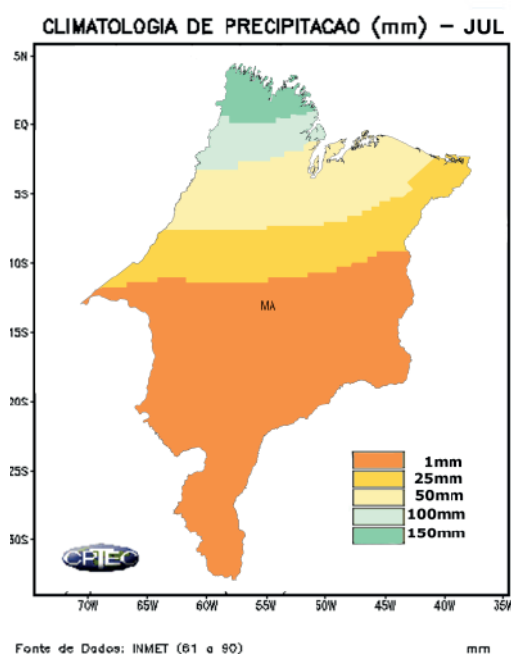 CLIMATOLOGIA DE PRECIPITACAO (mm) – JUL
5N
EQ
5S
10S
15S
20S
25S
30S
MA
1mm
25mm
50mm
100mm
150mm
CPTEC
70W 65W 60W 55W 50W 45W 40W 35W
Fonte de Dados: INMET (61 a 90) mm